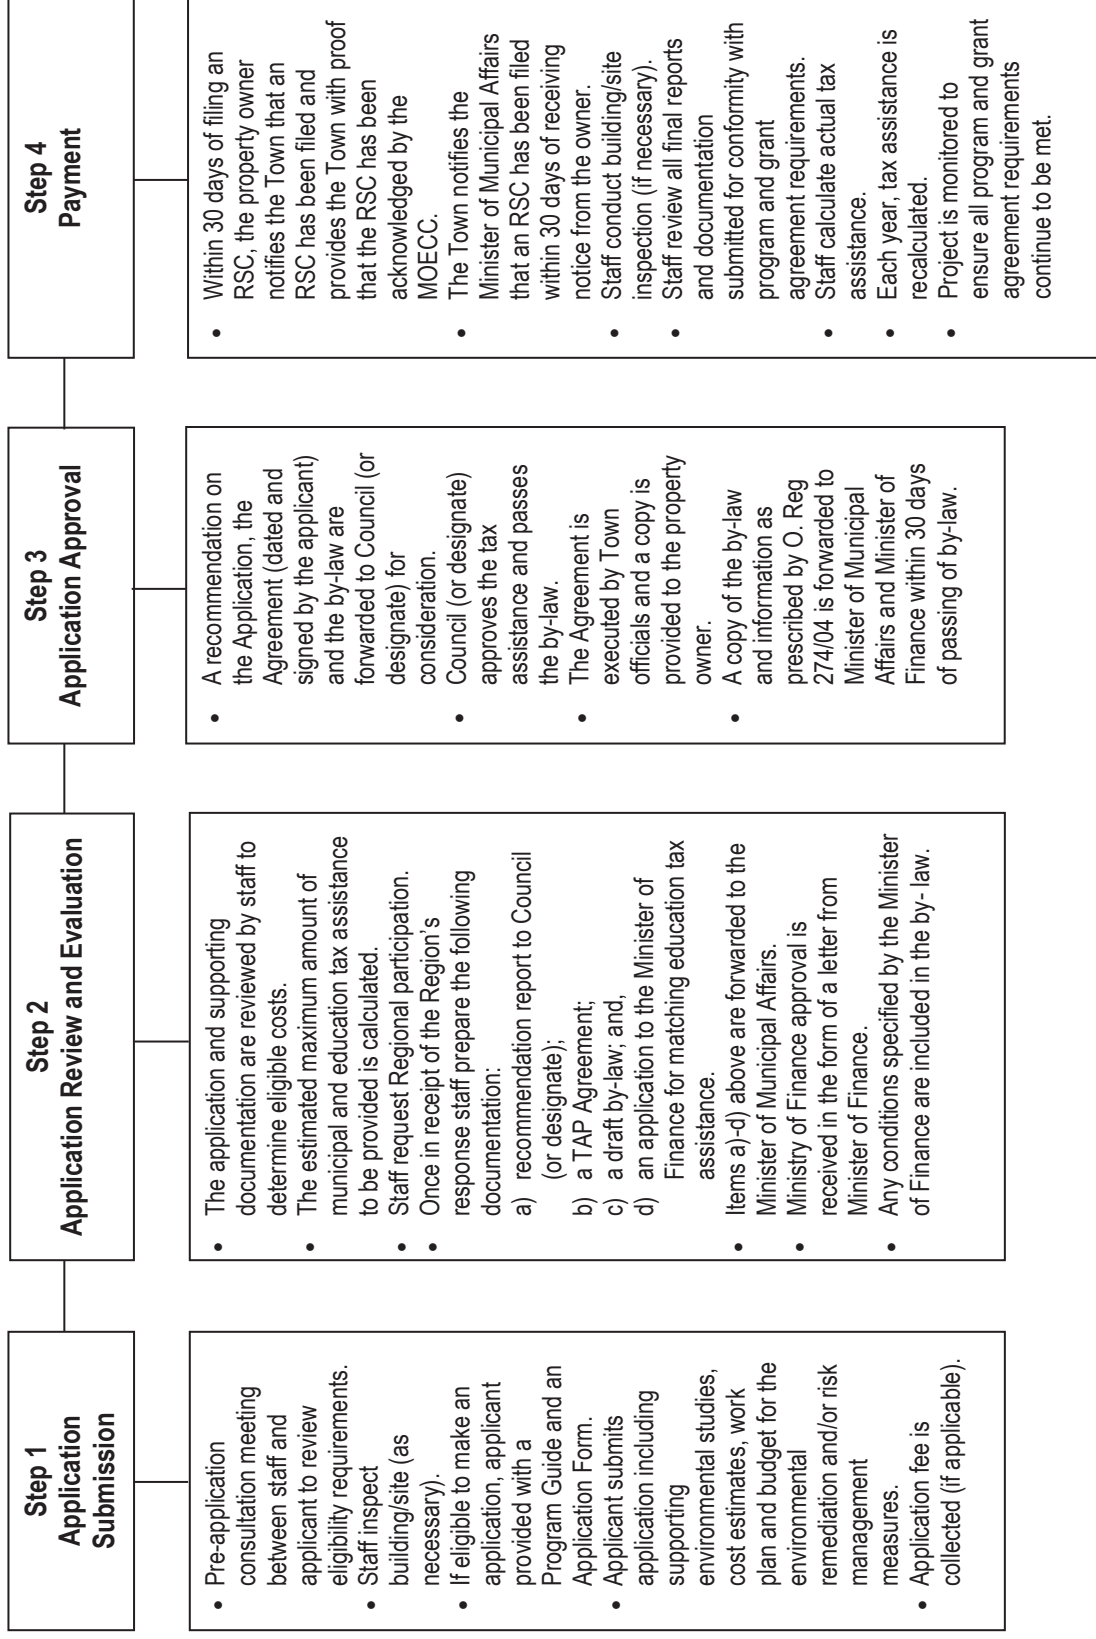 Step 1
Application
Submission
• Pre-application
consultation meeting
between staff and
applicant to review
eligibility requirements.
• Staff inspect
building/site (as
necessary).
• If eligible to make an
application, applicant
provided with a
Program Guide and an
Application Form.
• Applicant submits
application including
supporting
environmental studies,
cost estimates, work
plan and budget for the
environmental
remediation and/or risk
management
measures.
• Application fee is
collected (if applicable).
Step 2
Application Review and Evaluation
• The application and supporting
documentation are reviewed by staff to
determine eligible costs.
• The estimated maximum amount of
municipal and education tax assistance
to be provided is calculated.
• Staff request Regional participation.
• Once in receipt of the Region's
response staff prepare the following
documentation:
a) recommendation report to Council
(or designate);
b) a TAP Agreement;
c) a draft by-law; and,
d) an application to the Minister of
Finance for matching education tax
assistance.
• Items a)-d) above are forwarded to the
Minister of Municipal Affairs.
• Ministry of Finance approval is
received in the form of a letter from
Minister of Finance.
• Any conditions specified by the Minister
of Finance are included in the by- law.
Step 3
Application Approval
• A recommendation on
the Application, the
Agreement (dated and
signed by the applicant)
and the by-law are
forwarded to Council (or
designate) for
consideration.
• Council (or designate)
approves the tax
assistance and passes
the by-law.
• The Agreement is
executed by Town
officials and a copy is
provided to the property
owner.
• A copy of the by-law
and information as
prescribed by O. Reg
274/04 is forwarded to
Minister of Municipal
Affairs and Minister of
Finance within 30 days
of passing of by-law.
Step 4
Payment
• Within 30 days of filing an
RSC, the property owner
notifies the Town that an
RSC has been filed and
provides the Town with proof
that the RSC has been
acknowledged by the
MOECC.
• The Town notifies the
Minister of Municipal Affairs
that an RSC has been filed
within 30 days of receiving
notice from the owner.
• Staff conduct building/site
inspection (if necessary).
• Staff review all final reports
and documentation
submitted for conformity with
program and grant
agreement requirements.
• Staff calculate actual tax
assistance.
• Each year, tax assistance is
recalculated.
• Project is monitored to
ensure all program and grant
agreement requirements
continue to be met.